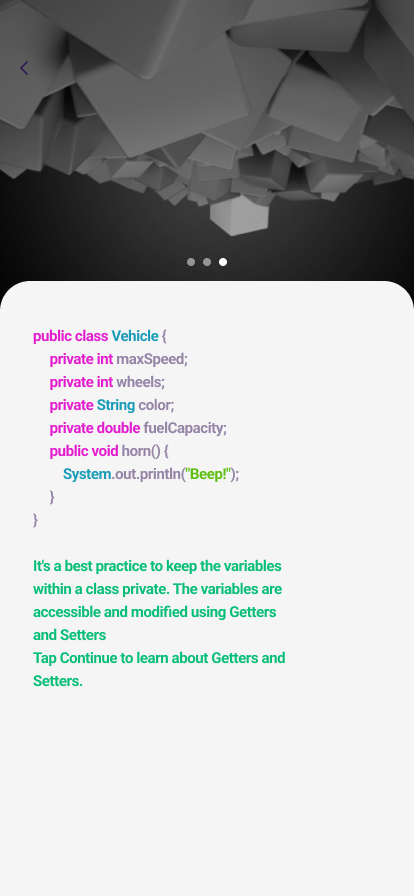 public class Vehicle {
private int maxSpeed;
private int wheels;
private String color;
private double fuelCapacity;
public void horn() {
System.out.println("Beep!");
}
}
It's a best practice to keep the variables
within a class private. The variables are
accessible and modified using Getters
and Setters
Tap Continue to learn about Getters and
Setters.